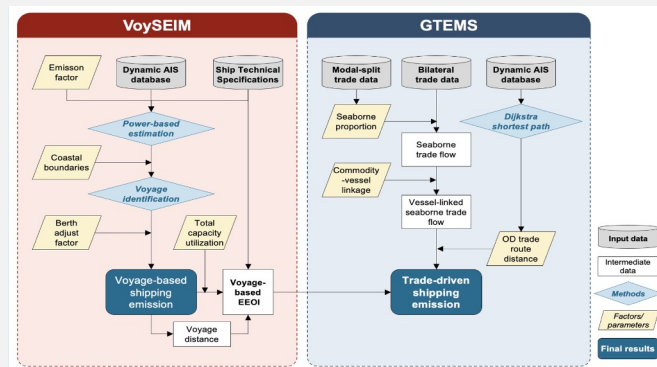 VoySEIM
GTEMS
Emisson
factor
Dynamic AIS
database
Ship Technical
Specifications
Modal-split
trade data
Bilateral
trade data
Dynamic AIS
database
Power-based
estimation
Seaborne
proportion
Dijkstra
shortest path
Coastal
boundaries
Seaborne
trade flow
Voyage
identification
Commodity
-vessel
linkage
Vessel-linked
seaborne trade
flow
Berth
adjust
factor
Total
capacity
utilization
OD trade
route
distance
Voyage-based
shipping
emission
Voyage-
based
EEOI
Trade-driven
shipping
emission
Voyage
distance
Input data
Intermediate
data
Methods
Factors/
parameters
Final results